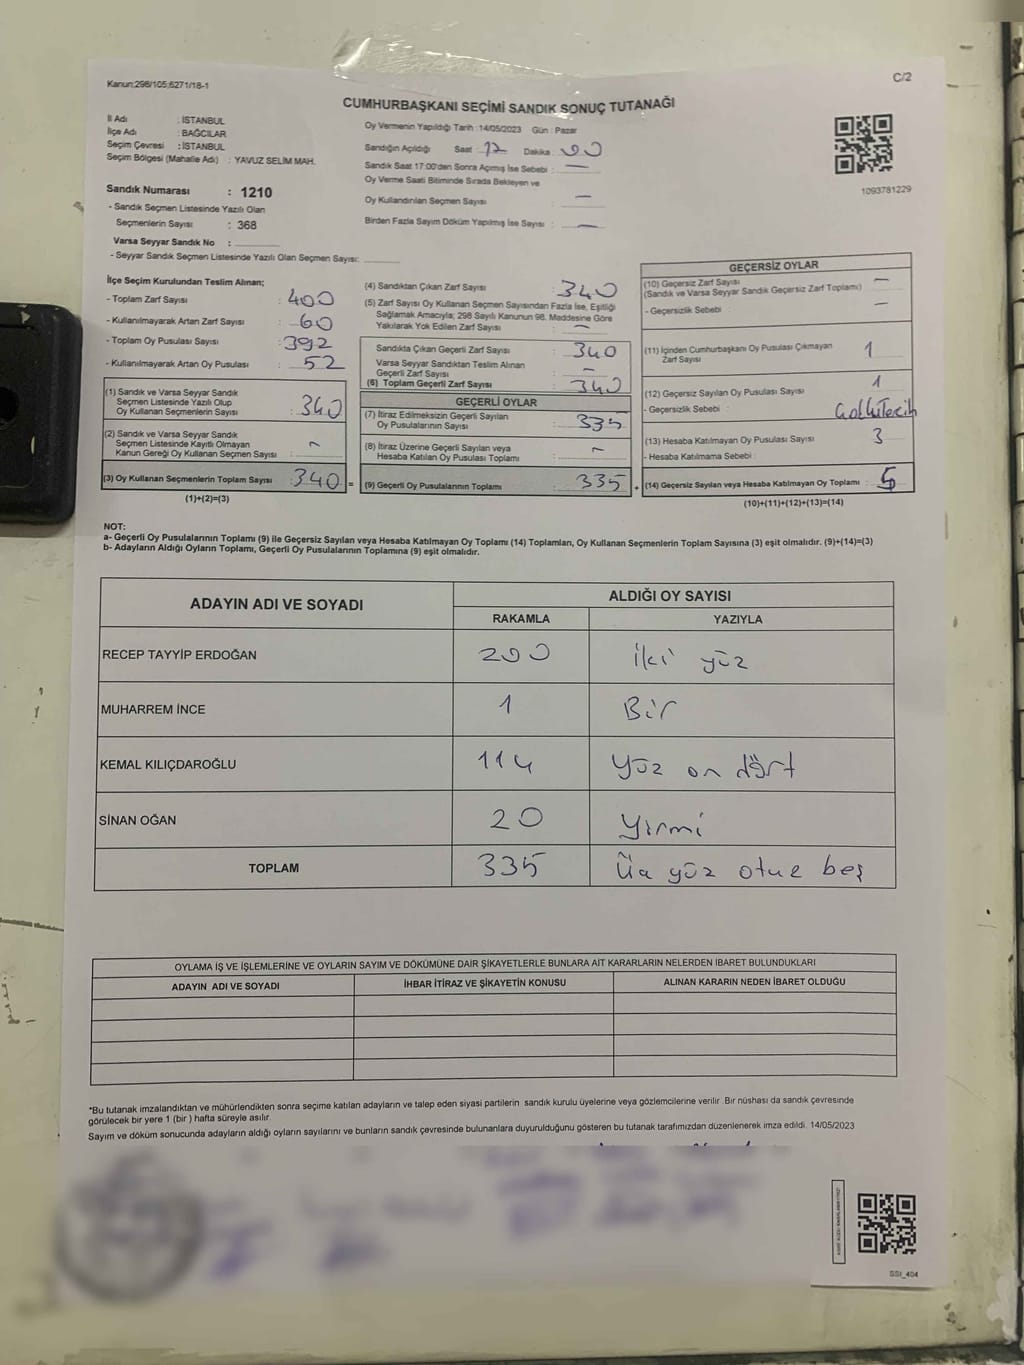 Kanun:298/105;6271/18-1
C/2
CUMHURBAŞKANI SEÇİMİ SANDIK SONUÇ TUTANAĞI
İl Adı : İSTANBUL
İlçe Adı : BAĞCILAR
Seçim Çevresi : İSTANBUL
Seçim Bölgesi (Mahalle Adı) : YAVUZ SELİM MAH.
Sandık Numarası : 1210
- Sandık Seçmen Listesinde Yazılı Olan
Seçmenlerin Sayısı : 368
Varsa Seyyar Sandık No :
- Seyyar Sandık Seçmen Listesinde Yazılı Olan Seçmen Sayısı:
Oy Vermenin Yapıldığı Tarih :14/05/2023 Gün : Pazar
Sandığın Açıldığı Saat : 17 Dakika : 00
Sandık Saat 17:00'den Sonra Açılmış İse Sebebi : —
Oy Verme Saati Bitiminde Sırada Bekleyen ve
Oy Kullandırılan Seçmen Sayısı : —
Birden Fazla Sayım Döküm Yapılmış İse Sayısı : —
1093781229
İlçe Seçim Kurulundan Teslim Alınan;
- Toplam Zarf Sayısı : 400
- Kullanılmayarak Artan Zarf Sayısı : 60
- Toplam Oy Pusulası Sayısı : 392
- Kullanılmayarak Artan Oy Pusulası : 52
(1) Sandık ve Varsa Seyyar Sandık
Seçmen Listesinde Yazılı Olup
Oy Kullanan Seçmenlerin Sayısı : 340
(2) Sandık ve Varsa Seyyar Sandık
Seçmen Listesinde Kayıtlı Olmayan
Kanun Gereği Oy Kullanan Seçmen Sayısı : -
(3) Oy Kullanan Seçmenlerin Toplam Sayısı : 340 =
(1)+(2)=(3)
(4) Sandıktan Çıkan Zarf Sayısı : 340
(5) Zarf Sayısı Oy Kullanan Seçmen Sayısından Fazla İse, Eşitliği
Sağlamak Amacıyla; 298 Sayılı Kanunun 98. Maddesine Göre
Yakılarak Yok Edilen Zarf Sayısı : -
Sandıkta Çıkan Geçerli Zarf Sayısı : 340
Varsa Seyyar Sandıktan Teslim Alınan
Geçerli Zarf Sayısı : -
(6) Toplam Geçerli Zarf Sayısı : 340
GEÇERLİ OYLAR
(7) İtiraz Edilmeksizin Geçerli Sayılan
Oy Pusulalarının Sayısı : 335
(8) İtiraz Üzerine Geçerli Sayılan veya
Hesaba Katılan Oy Pusulası Toplamı : -
(9) Geçerli Oy Pusulalarının Toplamı : 335 +
GEÇERSİZ OYLAR
(10) Geçersiz Zarf Sayısı : —
(Sandık ve Varsa Seyyar Sandık Geçersiz Zarf Toplamı)
- Geçersizlik Sebebi : —
(11) İçinden Cumhurbaşkanı Oy Pusulası Çıkmayan
Zarf Sayısı : 1
(12) Geçersiz Sayılan Oy Pusulası Sayısı : 1
- Geçersizlik Sebebi :
(13) Hesaba Katılmayan Oy Pusulası Sayısı : 3
- Hesaba Katılmama Sebebi :
(14) Geçersiz Sayılan veya Hesaba Katılmayan Oy Toplamı : 5
(10)+(11)+(12)+(13)=(14)
NOT:
a- Geçerli Oy Pusulalarının Toplamı (9) ile Geçersiz Sayılan veya Hesaba Katılmayan Oy Toplamı (14) Toplamları, Oy Kullanan Seçmenlerin Toplam Sayısına (3) eşit olmalıdır. (9)+(14)=(3)
b- Adayların Aldığı Oyların Toplamı, Geçerli Oy Pusulalarının Toplamına (9) eşit olmalıdır.
ADAYIN ADI VE SOYADI ALDIĞI OY SAYISI
RAKAMLA YAZIYLA
RECEP TAYYİP ERDOĞAN 200 İki yüz
MUHARREM İNCE 1 Bir
KEMAL KILIÇDAROĞLU 114 Yüz on dört
SİNAN OĞAN 20 Yirmi
TOPLAM 335 Üç yüz otuz beş
OYLAMA İŞ VE İŞLEMLERİNE VE OYLARIN SAYIM VE DÖKÜMÜNE DAİR ŞİKAYETLERLE BUNLARA AİT KARARLARIN NELERDEN İBARET BULUNDUKLARI
ADAYIN ADI VE SOYADI İHBAR İTİRAZ VE ŞİKAYETİN KONUSU ALINAN KARARIN NEDEN İBARET OLDUĞU
*Bu tutanak imzalandıktan ve mühürlendikten sonra seçime katılan adayların ve talep eden siyasi partilerin sandık kurulu üyelerine veya gözlemcilerine verilir. Bir nüshası da sandık çevresinde
görülecek bir yere 1 (bir ) hafta süreyle asılır.
Sayım ve döküm sonucunda adayların aldığı oyların sayılarını ve bunların sandık çevresinde bulunanlara duyurulduğunu gösteren bu tutanak tarafımızdan düzenlenerek imza edildi. 14/05/2023
SSI_404